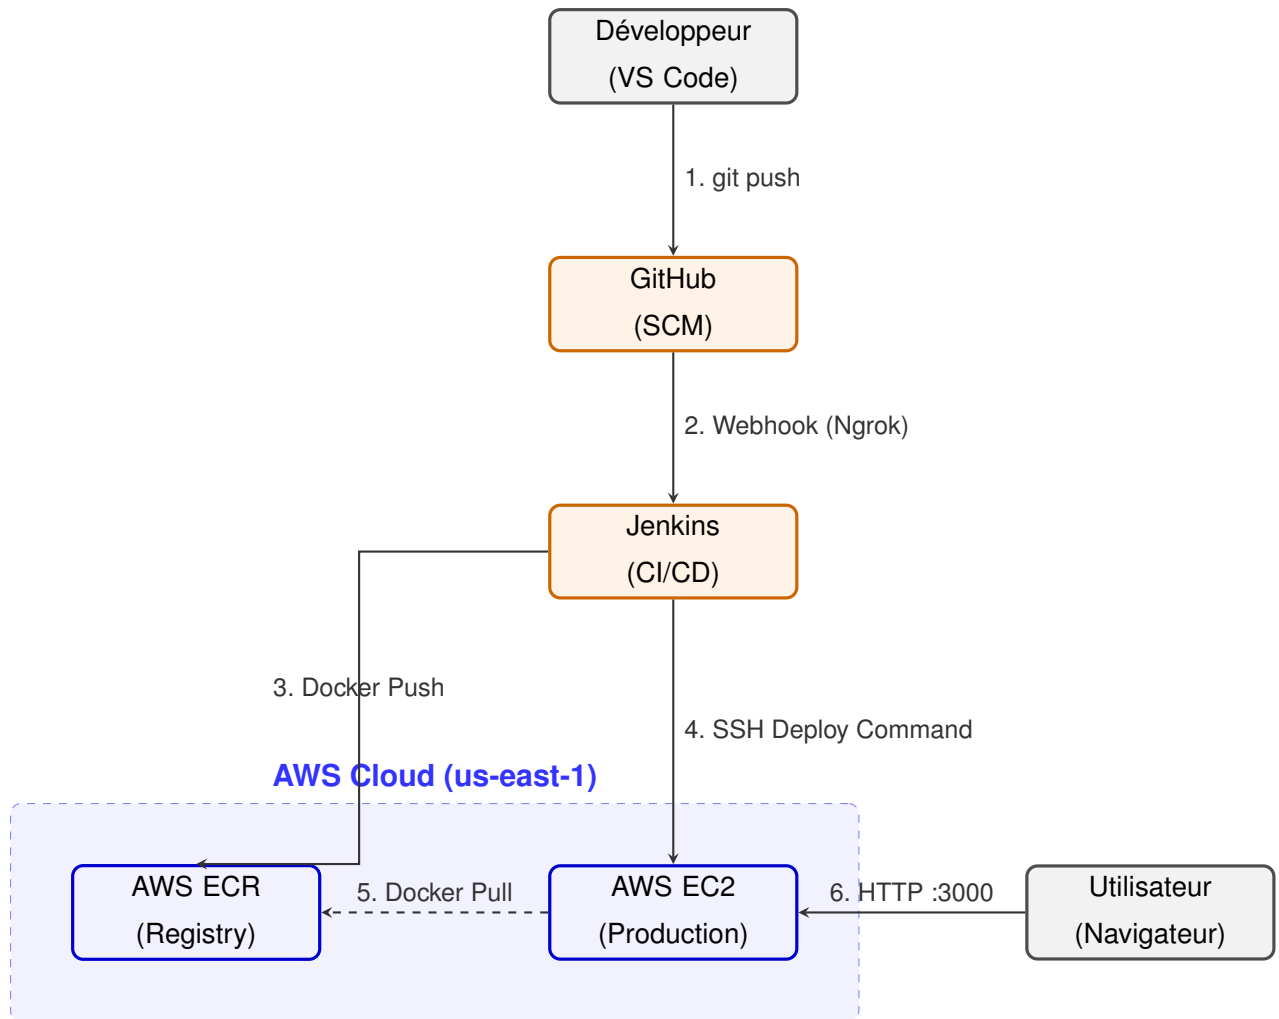 Développeur
(VS Code)
1. git push
GitHub
(SCM)
2. Webhook (Ngrok)
Jenkins
(CI/CD)
3. Docker Push
4. SSH Deploy Command
AWS Cloud (us-east-1)
AWS ECR
(Registry)
5. Docker Pull
AWS EC2
(Production)
6. HTTP :3000
Utilisateur
(Navigateur)